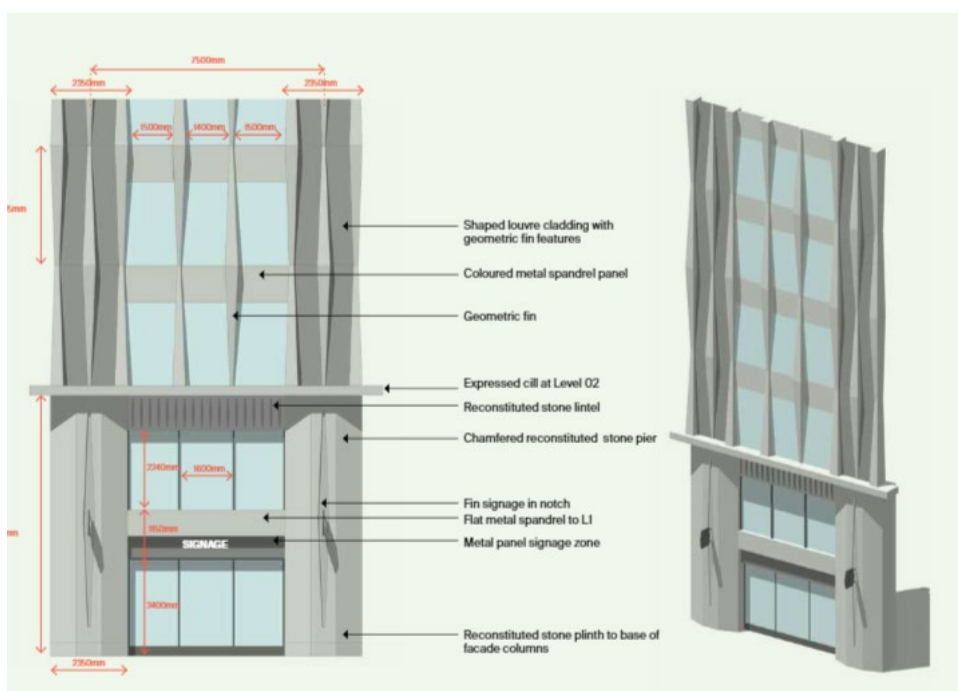 7500mm
2350mm
2350mm
1500mm
1400mm
1500mm
Shaped louvre cladding with
geometric fin features
Coloured metal spandrel panel
Geometric fin
Expressed cill at Level 02
Reconstituted stone lintel
Chamfered reconstituted stone pier
2240mm
1600mm
Fin signage in notch
Flat metal spandrel to L1
1150mm
Metal panel signage zone
SIGNAGE
3400mm
Reconstituted stone plinth to base of
facade columns
2350mm